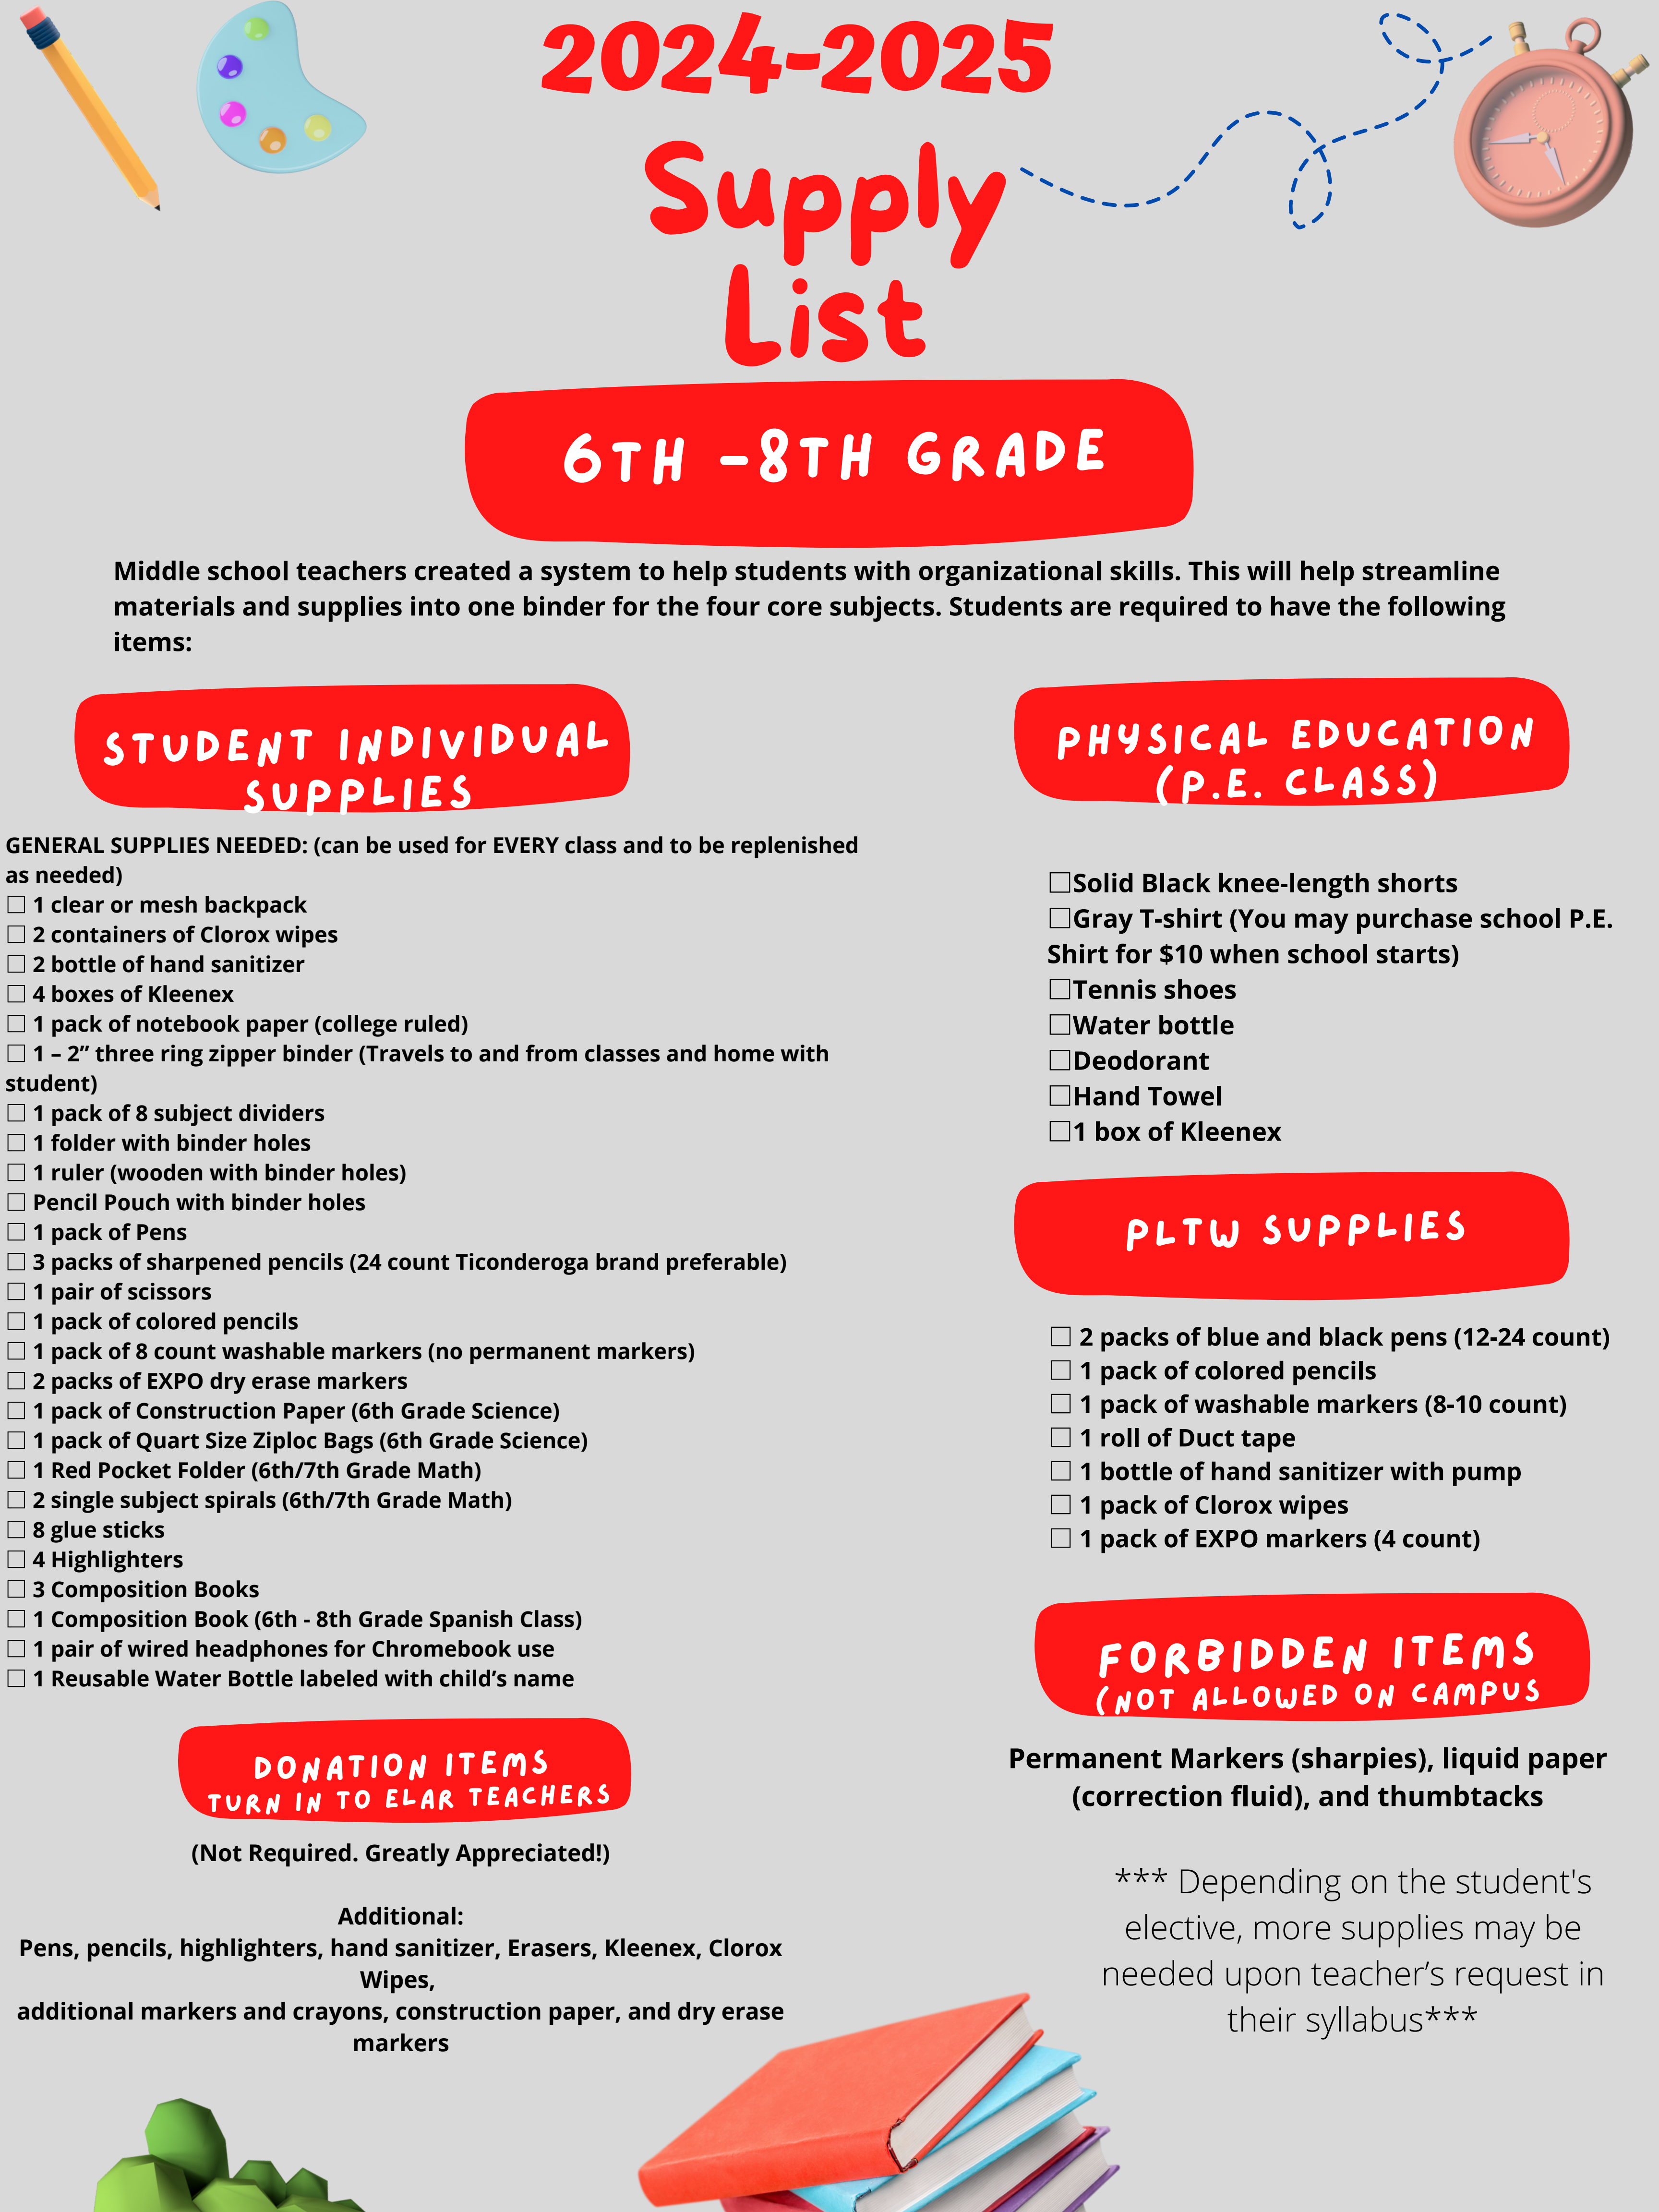 2024-2025
Supply
List
6TH -8TH GRADE
Middle school teachers created a system to help students with organizational skills. This will help streamline
materials and supplies into one binder for the four core subjects. Students are required to have the following
items:
STUDENT INDIVIDUAL
SUPPLIES
GENERAL SUPPLIES NEEDED: (can be used for EVERY class and to be replenished
as needed)
☐ 1 clear or mesh backpack
☐ 2 containers of Clorox wipes
☐ 2 bottle of hand sanitizer
☐ 4 boxes of Kleenex
☐ 1 pack of notebook paper (college ruled)
☐ 1 – 2” three ring zipper binder (Travels to and from classes and home with
student)
☐ 1 pack of 8 subject dividers
☐ 1 folder with binder holes
☐ 1 ruler (wooden with binder holes)
☐ Pencil Pouch with binder holes
☐ 1 pack of Pens
☐ 3 packs of sharpened pencils (24 count Ticonderoga brand preferable)
☐ 1 pair of scissors
☐ 1 pack of colored pencils
☐ 1 pack of 8 count washable markers (no permanent markers)
☐ 2 packs of EXPO dry erase markers
☐ 1 pack of Construction Paper (6th Grade Science)
☐ 1 pack of Quart Size Ziploc Bags (6th Grade Science)
☐ 1 Red Pocket Folder (6th/7th Grade Math)
☐ 2 single subject spirals (6th/7th Grade Math)
☐ 8 glue sticks
☐ 4 Highlighters
☐ 3 Composition Books
☐ 1 Composition Book (6th - 8th Grade Spanish Class)
☐ 1 pair of wired headphones for Chromebook use
☐ 1 Reusable Water Bottle labeled with child’s name
DONATION ITEMS
TURN IN TO ELAR TEACHERS
(Not Required. Greatly Appreciated!)
Additional:
Pens, pencils, highlighters, hand sanitizer, Erasers, Kleenex, Clorox
Wipes,
additional markers and crayons, construction paper, and dry erase
markers
PHYSICAL EDUCATION
(P.E. CLASS)
☐Solid Black knee-length shorts
☐Gray T-shirt (You may purchase school P.E.
Shirt for $10 when school starts)
☐Tennis shoes
☐Water bottle
☐Deodorant
☐Hand Towel
☐1 box of Kleenex
PLTW SUPPLIES
☐ 2 packs of blue and black pens (12-24 count)
☐ 1 pack of colored pencils
☐ 1 pack of washable markers (8-10 count)
☐ 1 roll of Duct tape
☐ 1 bottle of hand sanitizer with pump
☐ 1 pack of Clorox wipes
☐ 1 pack of EXPO markers (4 count)
FORBIDDEN ITEMS
(NOT ALLOWED ON CAMPUS
Permanent Markers (sharpies), liquid paper
(correction fluid), and thumbtacks
*** Depending on the student's
elective, more supplies may be
needed upon teacher’s request in
their syllabus***